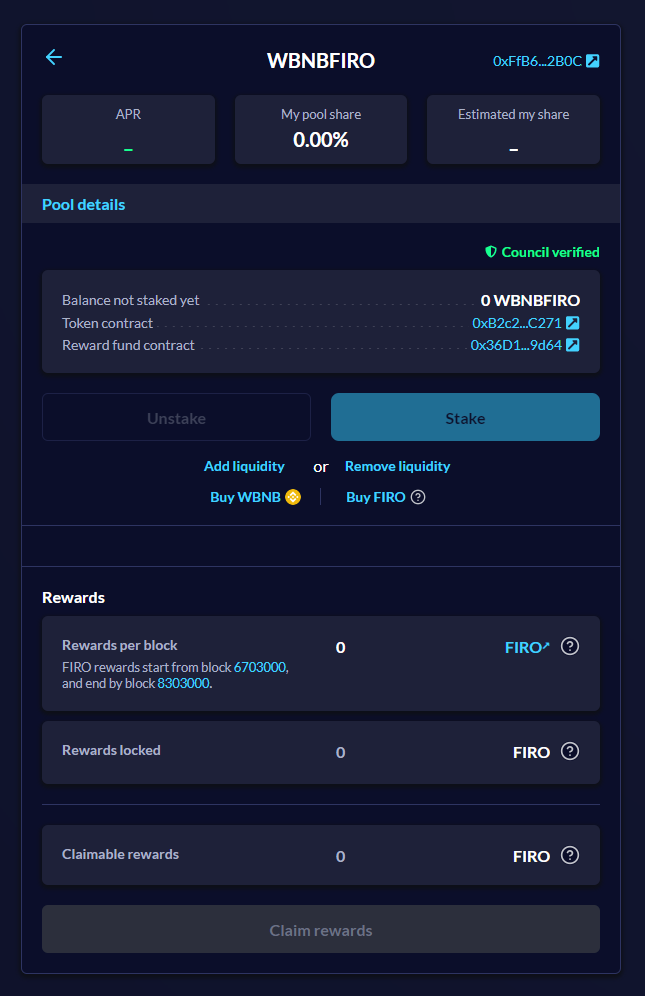 WBNBFIRO
0xFfB6...2B0C
APR
–
My pool share
0.00%
Estimated my share
–
Pool details
Council verified
Balance not staked yet 0 WBNBFIRO
Token contract 0xB2c2...C271
Reward fund contract 0x36D1...9d64
Unstake
Stake
Add liquidity or Remove liquidity
Buy WBNB
Buy FIRO ?
Rewards
Rewards per block 0 FIRO↗ ?
FIRO rewards start from block 6703000,
and end by block 8303000.
Rewards locked 0 FIRO ?
Claimable rewards 0 FIRO ?
Claim rewards